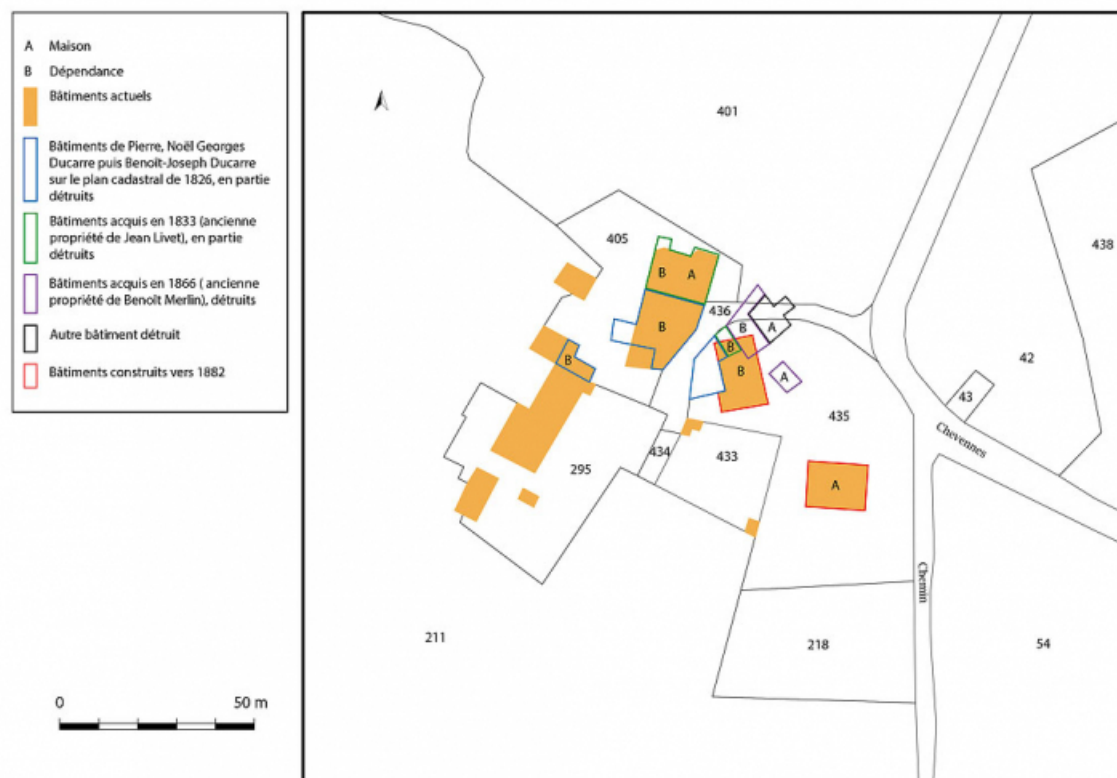 A Maison
B Dépendance
Bâtiments actuels
Bâtiments de Pierre, Noël Georges
Ducarre puis Benoît-Joseph Ducarre
sur le plan cadastral de 1826, en partie
détruits
Bâtiments acquis en 1833 (ancienne
propriété de Jean Livet), en partie
détruits
Bâtiments acquis en 1866 ( ancienne
propriété de Benoît Merlin), détruits
Autre bâtiment détruit
Bâtiments construits vers 1882
0 50 m
401
438
405
B A
436
B
B A
B
B
B
A
42
43
435
Chevennes
434
433
295
A
Chemin
211
218
54